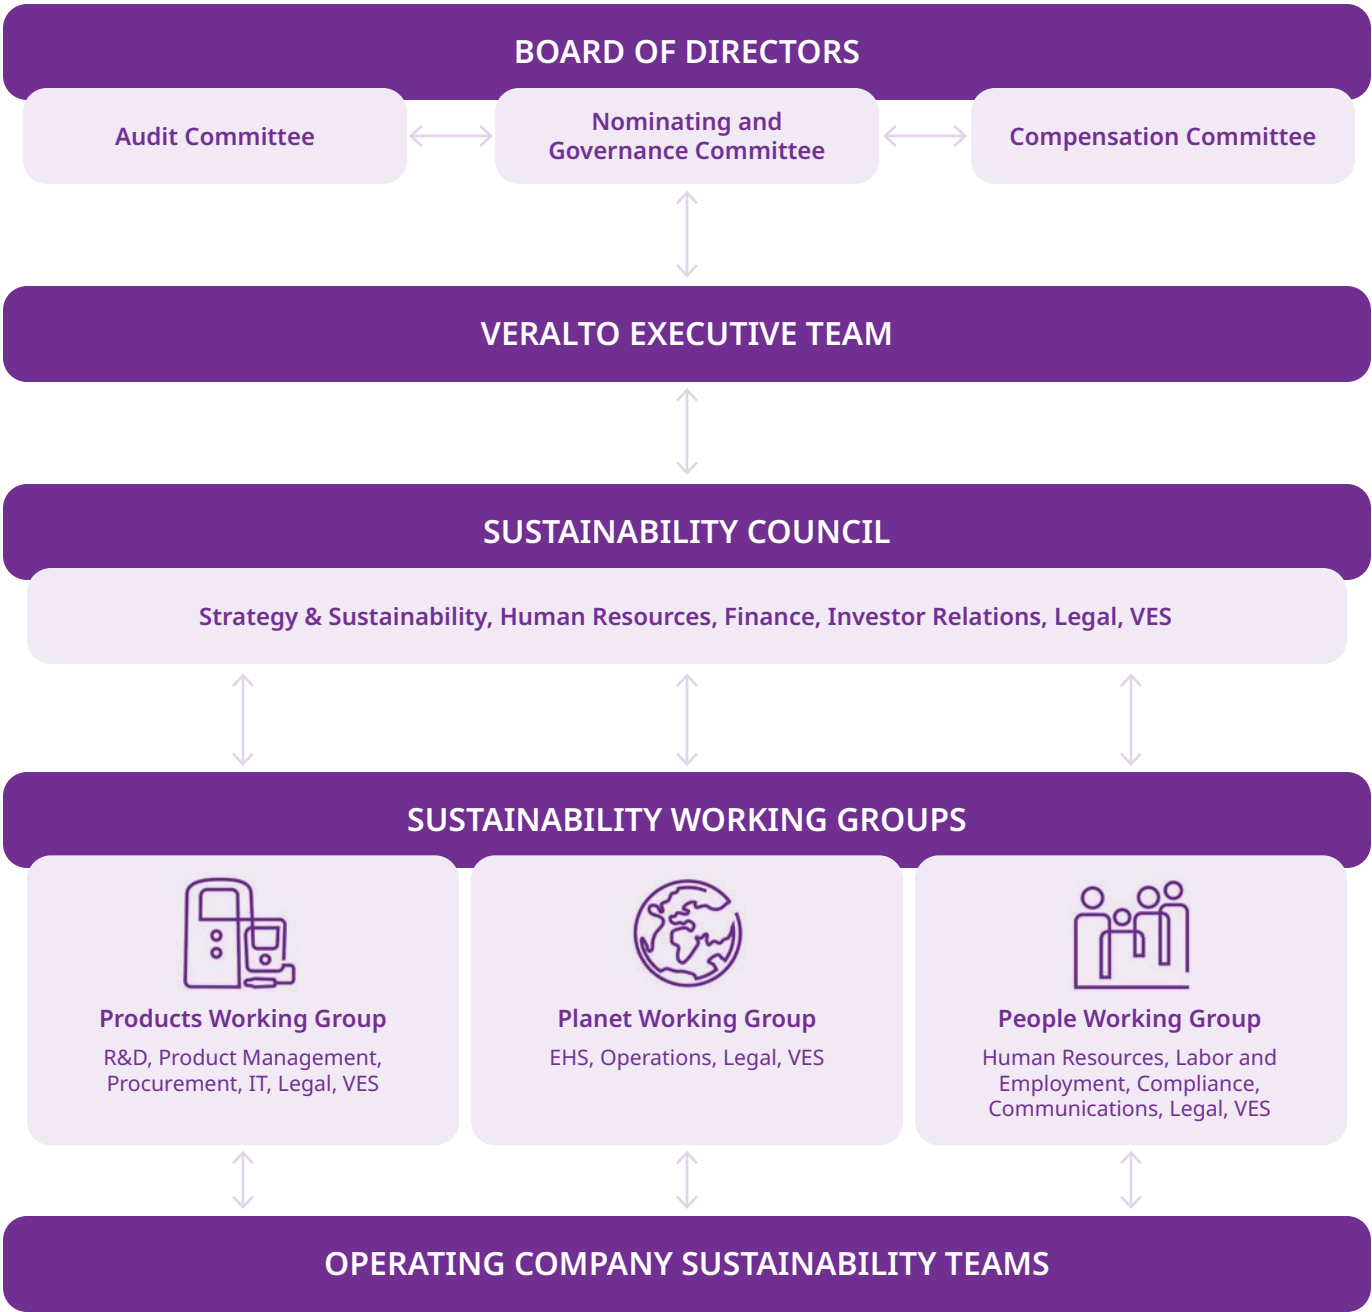 BOARD OF DIRECTORS
Audit Committee
Nominating and
Governance Committee
Compensation Committee
VERALTO EXECUTIVE TEAM
SUSTAINABILITY COUNCIL
Strategy & Sustainability, Human Resources, Finance, Investor Relations, Legal, VES
SUSTAINABILITY WORKING GROUPS
Products Working Group
R&D, Product Management,
Procurement, IT, Legal, VES
Planet Working Group
EHS, Operations, Legal, VES
People Working Group
Human Resources, Labor and
Employment, Compliance,
Communications, Legal, VES
OPERATING COMPANY SUSTAINABILITY TEAMS